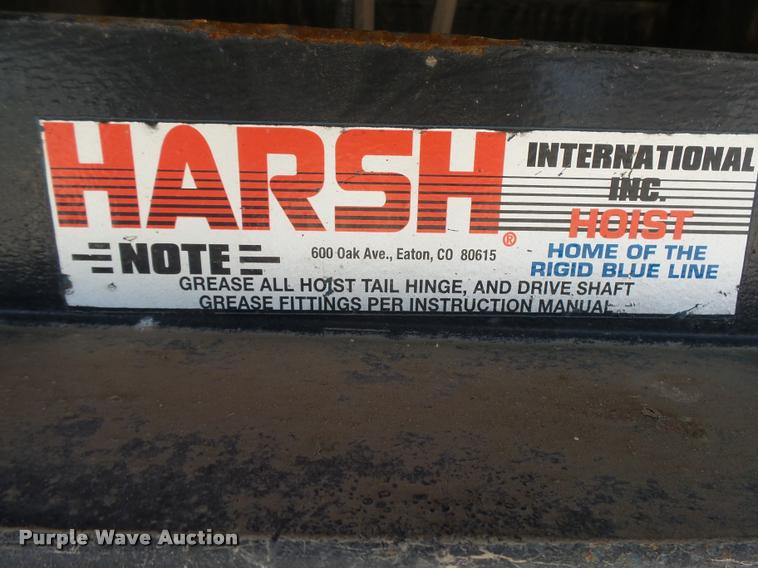 HARSH®
INTERNATIONAL
INC.
HOIST
HOME OF THE
RIGID BLUE LINE
NOTE
600 Oak Ave., Eaton, CO 80615
GREASE ALL HOIST TAIL HINGE, AND DRIVE SHAFT
GREASE FITTINGS PER INSTRUCTION MANUAL
Purple Wave Auction